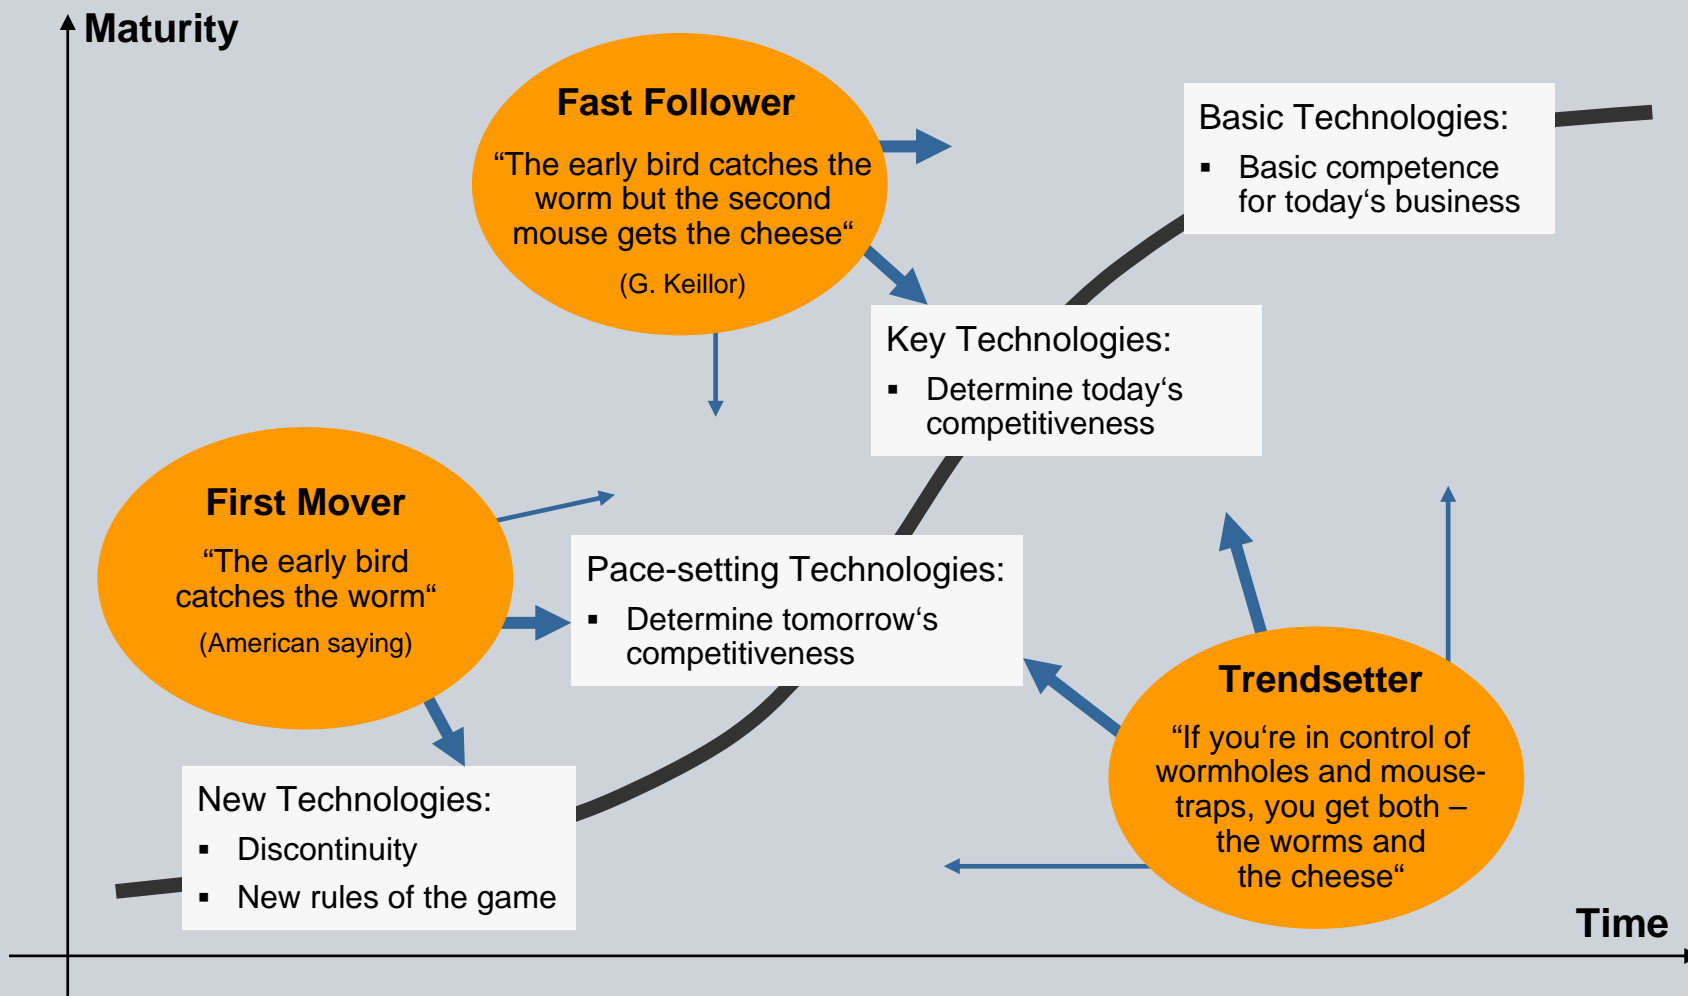 Maturity
Fast Follower
“The early bird catches the
worm but the second
mouse gets the cheese“
(G. Keillor)
Basic Technologies:
▪ Basic competence
for today‘s business
Key Technologies:
▪ Determine today‘s
competitiveness
First Mover
“The early bird
catches the worm“
(American saying)
Pace-setting Technologies:
▪ Determine tomorrow‘s
competitiveness
Trendsetter
“If you‘re in control of
wormholes and mouse-
traps, you get both –
the worms and
the cheese“
New Technologies:
▪ Discontinuity
▪ New rules of the game
Time